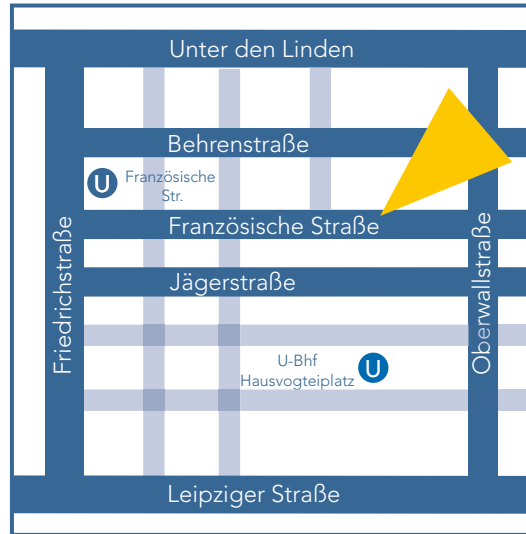 Unter den Linden
Behrenstraße
U
Französische
Str.
Französische Straße
Jägerstraße
Friedrichstraße
Oberwallstraße
U-Bhf
Hausvogteiplatz
U
Leipziger Straße